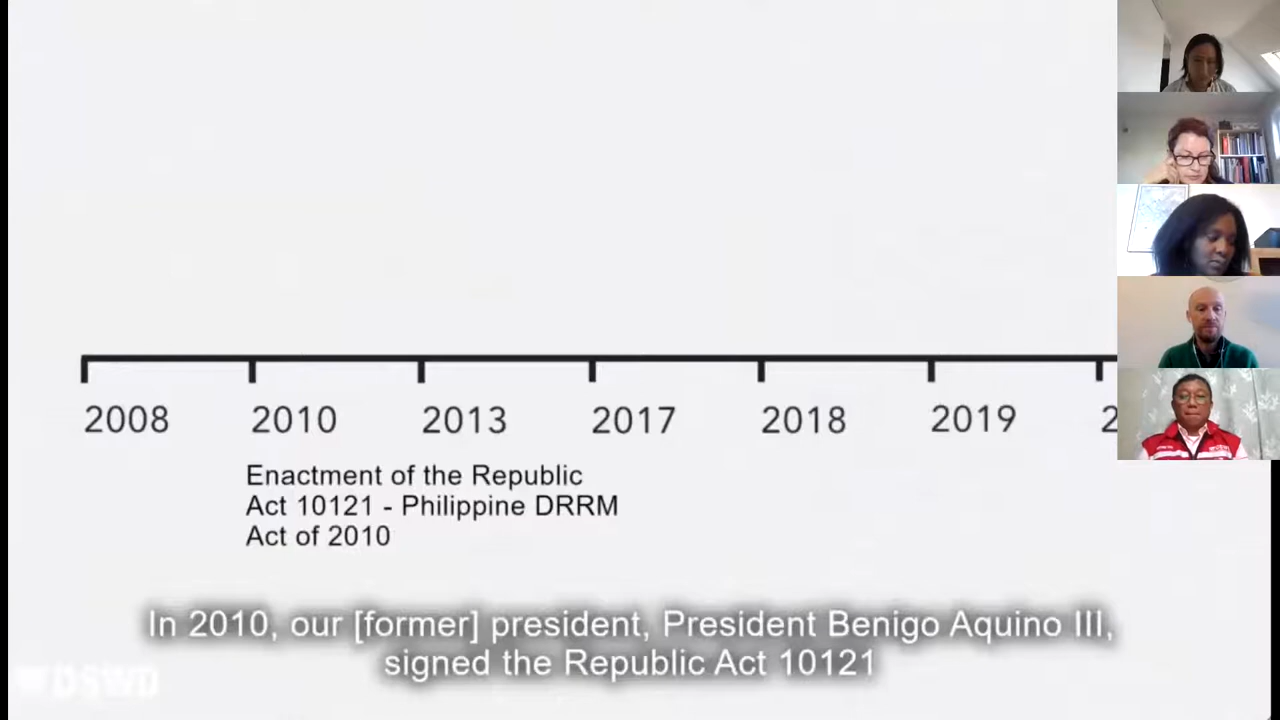 2008 2010 2013 2017 2018 2019 2
Enactment of the Republic
Act 10121 - Philippine DRRM
Act of 2010
In 2010, our [former] president, President Benigo Aquino III,
signed the Republic Act 10121
DSWD